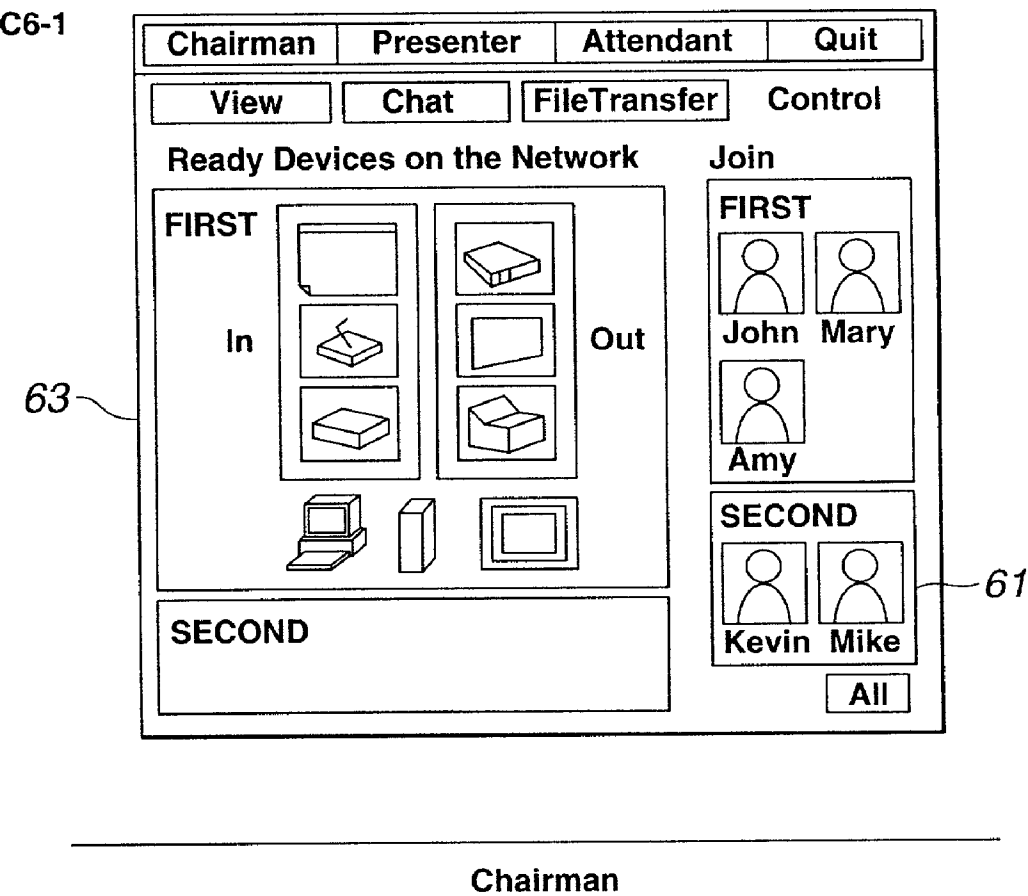 C6-1
Chairman Presenter Attendant Quit
View Chat FileTransfer Control
Ready Devices on the Network
Join
FIRST
In
Out
63
SECOND
FIRST
John Mary
Amy
SECOND
Kevin Mike
61
All
Chairman